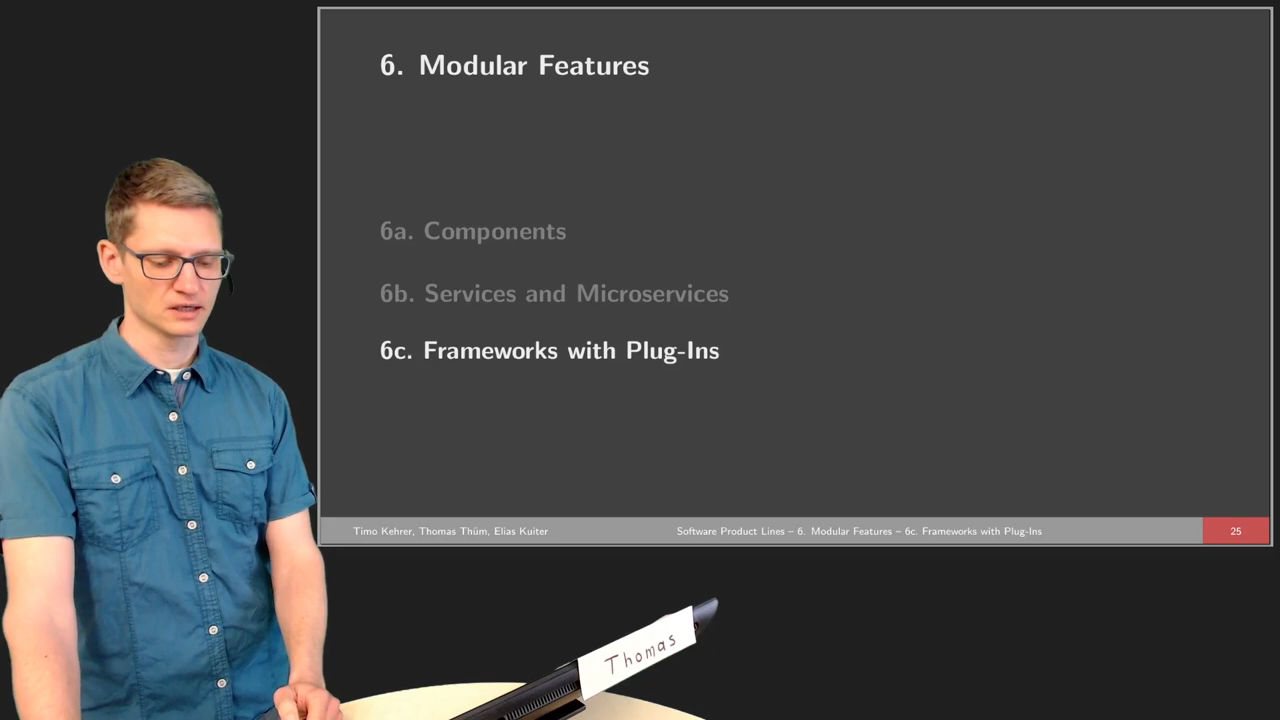 6. Modular Features
6a. Components
6b. Services and Microservices
6c. Frameworks with Plug-Ins
Timo Kehrer, Thomas Thüm, Elias Kuiter
Software Product Lines – 6. Modular Features – 6c. Frameworks with Plug-Ins
25
Thomas